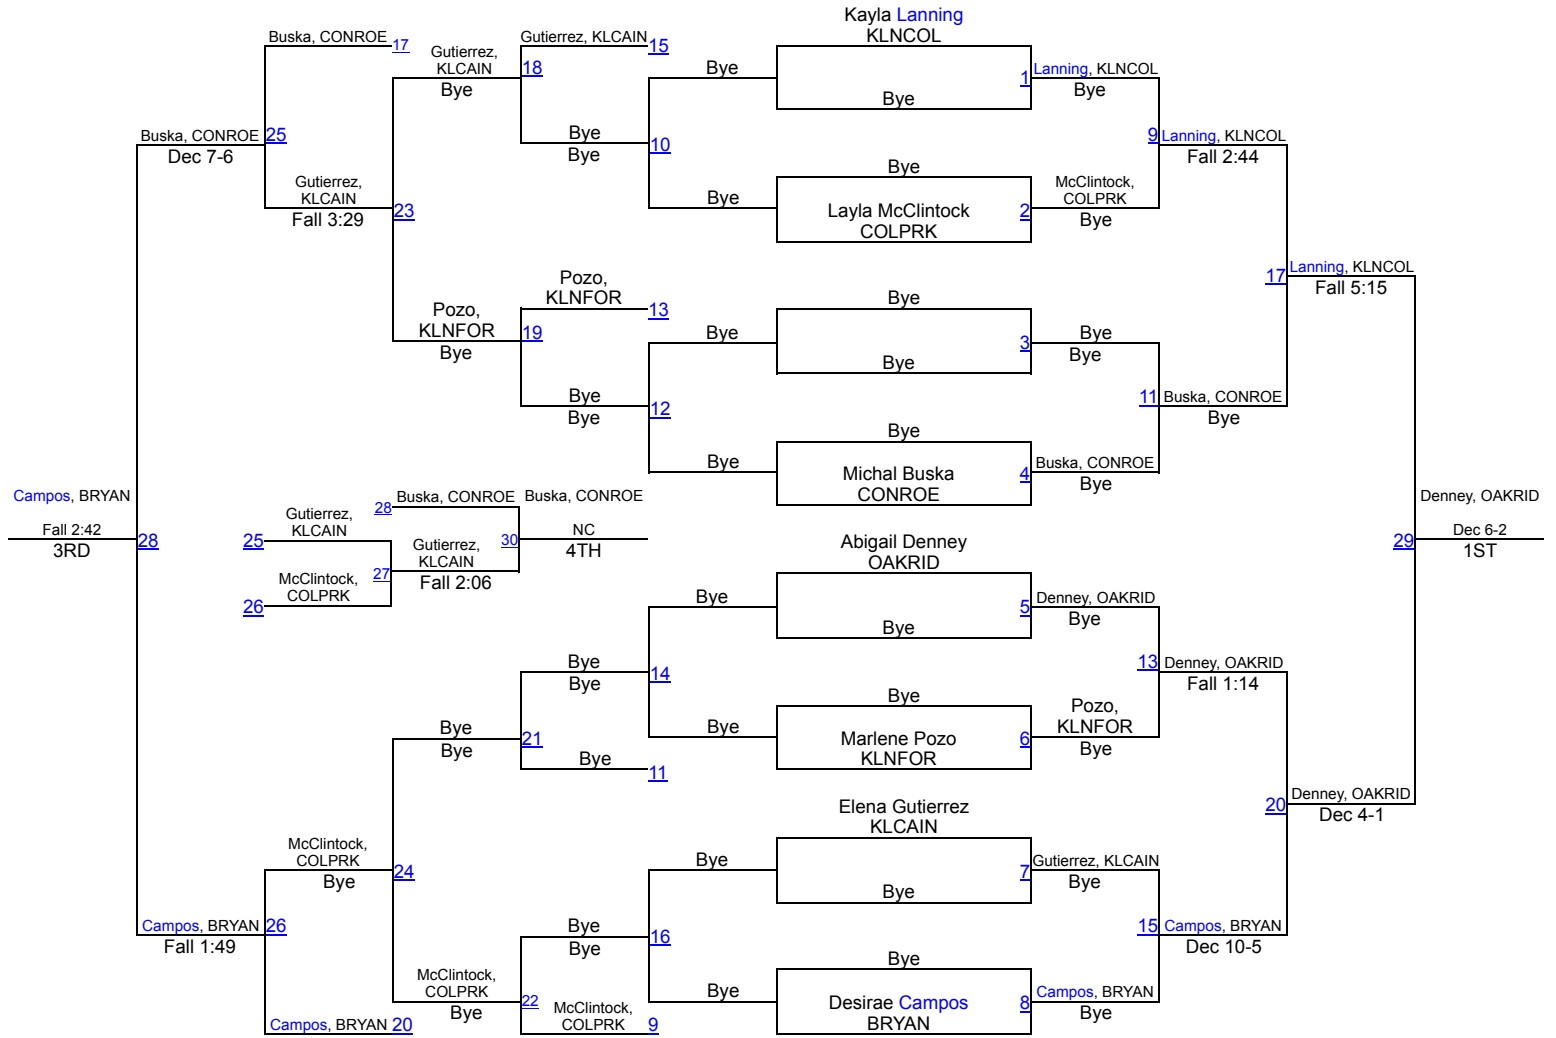 Kayla Lanning
KLNCOL
Buska, CONROE 17
Gutierrez,
KLCAIN
Bye
Gutierrez, KLCAIN 15
18
Bye
Bye
1
Lanning, KLNCOL
Bye
Buska, CONROE
Dec 7-6
25
Bye
Bye
10
9
Lanning, KLNCOL
Fall 2:44
Gutierrez,
KLCAIN
Fall 3:29
23
Bye
Bye
Layla McClintock
COLPRK
2
McClintock,
COLPRK
Bye
17
Lanning, KLNCOL
Fall 5:15
Pozo,
KLNFOR
Bye
Pozo,
KLNFOR
13
19
Bye
Bye
Bye
3
Bye
Bye
Bye
Bye
12
11
Buska, CONROE
Bye
Bye
Bye
Michal Buska
CONROE
4
Buska, CONROE
Bye
Campos, BRYAN
Fall 2:42
3RD
28
28
Buska, CONROE
Buska, CONROE
NC
4TH
30
Gutierrez,
KLCAIN
25
Gutierrez,
KLCAIN
Fall 2:06
27
McClintock,
COLPRK
26
Denney, OAKRID
Dec 6-2
1ST
29
Abigail Denney
OAKRID
Bye
Bye
5
Denney, OAKRID
Bye
Bye
Bye
14
13
Denney, OAKRID
Fall 1:14
Bye
Bye
21
Bye
11
Bye
Bye
Marlene Pozo
KLNFOR
6
Pozo,
KLNFOR
Bye
20
Denney, OAKRID
Dec 4-1
Elena Gutierrez
KLCAIN
McClintock,
COLPRK
Bye
24
Bye
Bye
7
Gutierrez, KLCAIN
Bye
Campos, BRYAN
Fall 1:49
26
Bye
Bye
16
15
Campos, BRYAN
Dec 10-5
McClintock,
COLPRK
Bye
22
McClintock,
COLPRK
9
Bye
Bye
Desirae Campos
BRYAN
8
Campos, BRYAN
Bye
Campos, BRYAN 20